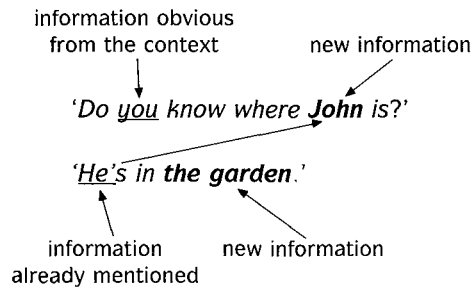 information obvious
from the context
new information
‘Do you know where John is?’
‘He’s in the garden.’
information
already mentioned
new information